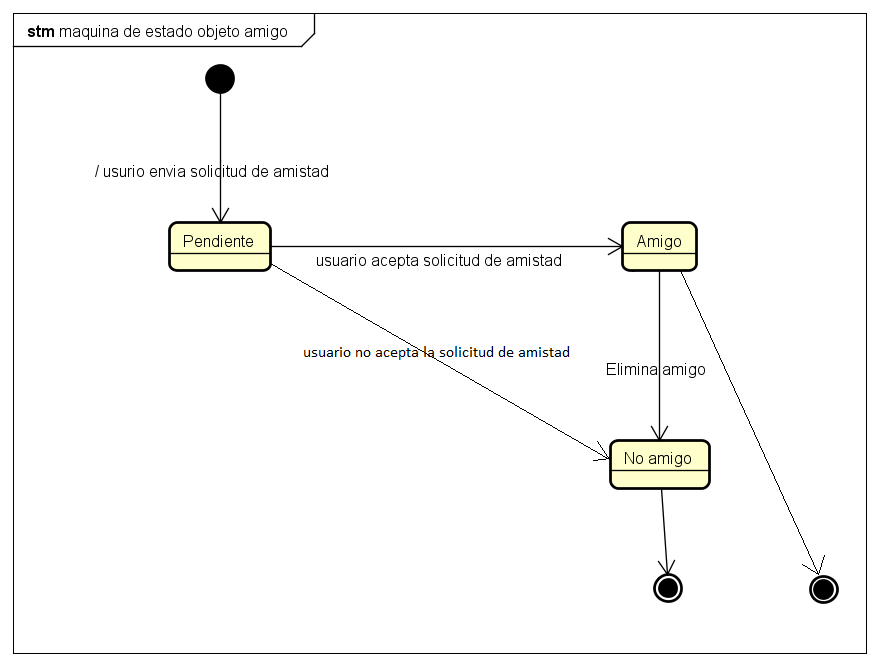 stm maquina de estado objeto amigo
/ usurio envia solicitud de amistad
Pendiente
Amigo
usuario acepta solicitud de amistad
usuario no acepta la solicitud de amistad
Elimina amigo
No amigo